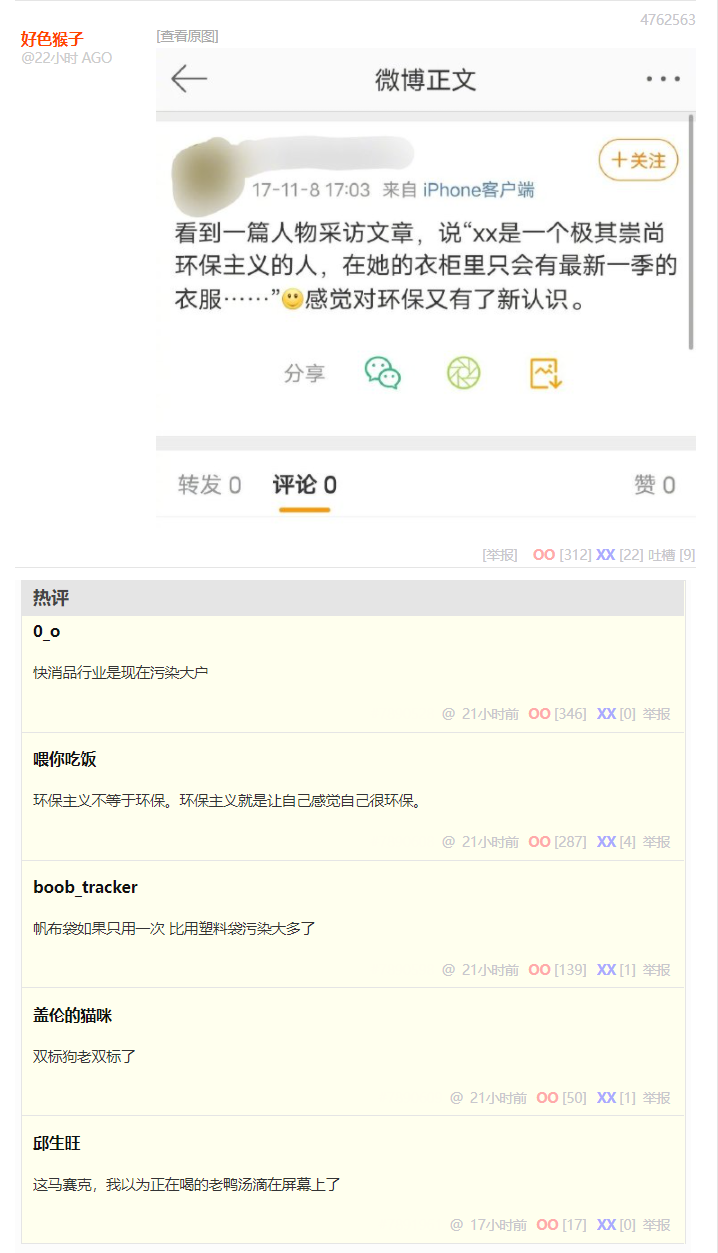 4762563
好色猴子
[查看原图]
@22小时 AGO
微博正文
十关注
17-11-8 17:03 来自 iPhone客户端
看到一篇人物采访文章，说“xx是一个极其崇尚
环保主义的人，在她的衣柜里只会有最新一季的
衣服……”🙂感觉对环保又有了新认识。
分享
转发 0 评论 0 赞 0
[举报] OO [312] XX [22] 吐槽 [9]
热评
0_o
快消品行业是现在污染大户
@ 21小时前 OO [346] XX [0] 举报
喂你吃饭
环保主义不等于环保。环保主义就是让自己感觉自己很环保。
@ 21小时前 OO [287] XX [4] 举报
boob_tracker
帆布袋如果只用一次 比用塑料袋污染大多了
@ 21小时前 OO [139] XX [1] 举报
盖伦的猫咪
双标狗老双标了
@ 21小时前 OO [50] XX [1] 举报
邱生旺
这马赛克，我以为正在喝的老鸭汤滴在屏幕上了
@ 17小时前 OO [17] XX [0] 举报